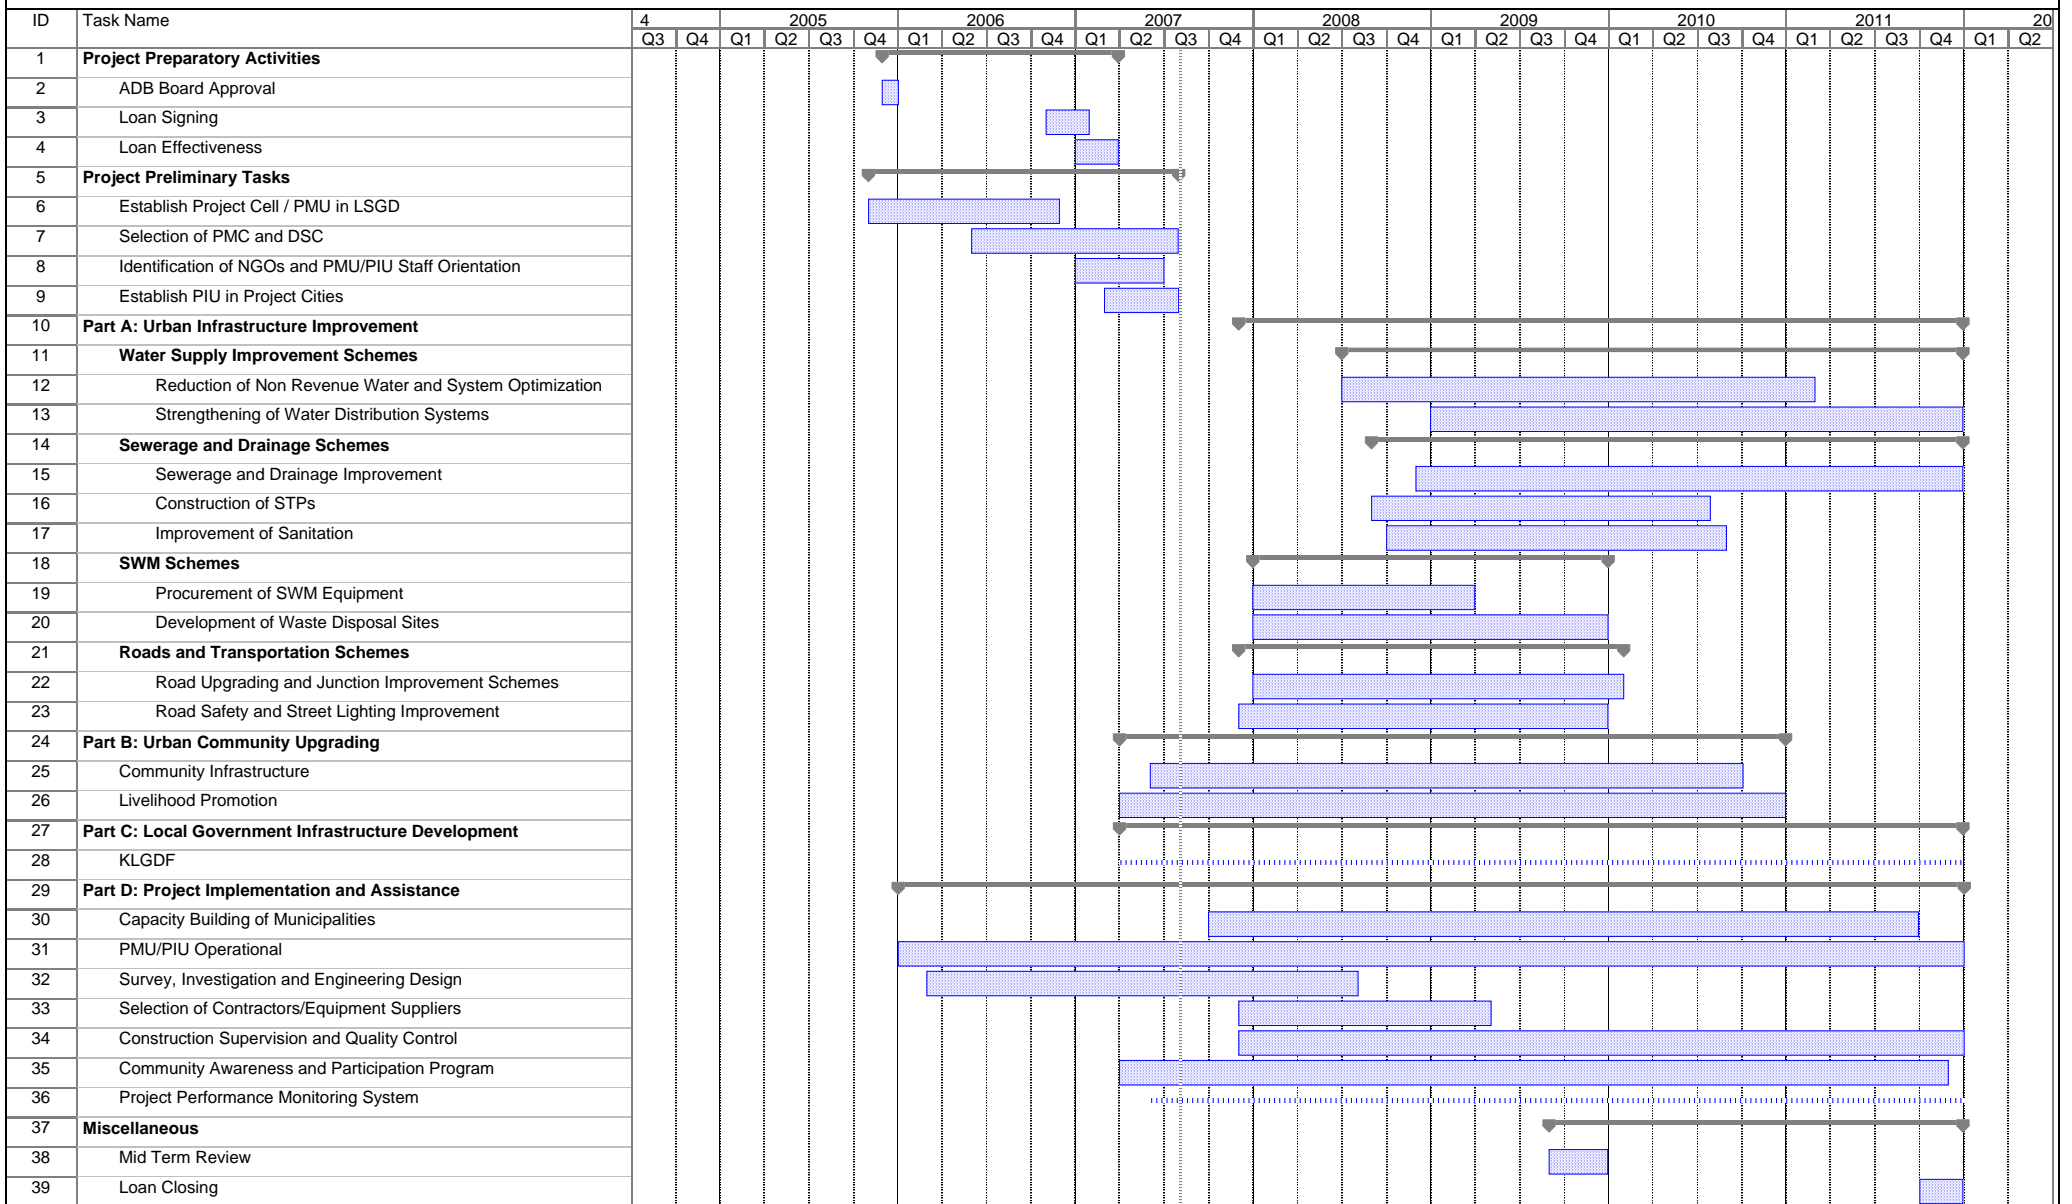 ID Task Name 4 2005 2006 2007 2008 2009 2010 2011 20
Q3 Q4 Q1 Q2 Q3 Q4 Q1 Q2 Q3 Q4 Q1 Q2 Q3 Q4 Q1 Q2 Q3 Q4 Q1 Q2 Q3 Q4 Q1 Q2 Q3 Q4 Q1 Q2 Q3 Q4 Q1 Q2
1 Project Preparatory Activities
2 ADB Board Approval
3 Loan Signing
4 Loan Effectiveness
5 Project Preliminary Tasks
6 Establish Project Cell / PMU in LSGD
7 Selection of PMC and DSC
8 Identification of NGOs and PMU/PIU Staff Orientation
9 Establish PIU in Project Cities
10 Part A: Urban Infrastructure Improvement
11 Water Supply Improvement Schemes
12 Reduction of Non Revenue Water and System Optimization
13 Strengthening of Water Distribution Systems
14 Sewerage and Drainage Schemes
15 Sewerage and Drainage Improvement
16 Construction of STPs
17 Improvement of Sanitation
18 SWM Schemes
19 Procurement of SWM Equipment
20 Development of Waste Disposal Sites
21 Roads and Transportation Schemes
22 Road Upgrading and Junction Improvement Schemes
23 Road Safety and Street Lighting Improvement
24 Part B: Urban Community Upgrading
25 Community Infrastructure
26 Livelihood Promotion
27 Part C: Local Government Infrastructure Development
28 KLGDF
29 Part D: Project Implementation and Assistance
30 Capacity Building of Municipalities
31 PMU/PIU Operational
32 Survey, Investigation and Engineering Design
33 Selection of Contractors/Equipment Suppliers
34 Construction Supervision and Quality Control
35 Community Awareness and Participation Program
36 Project Performance Monitoring System
37 Miscellaneous
38 Mid Term Review
39 Loan Closing